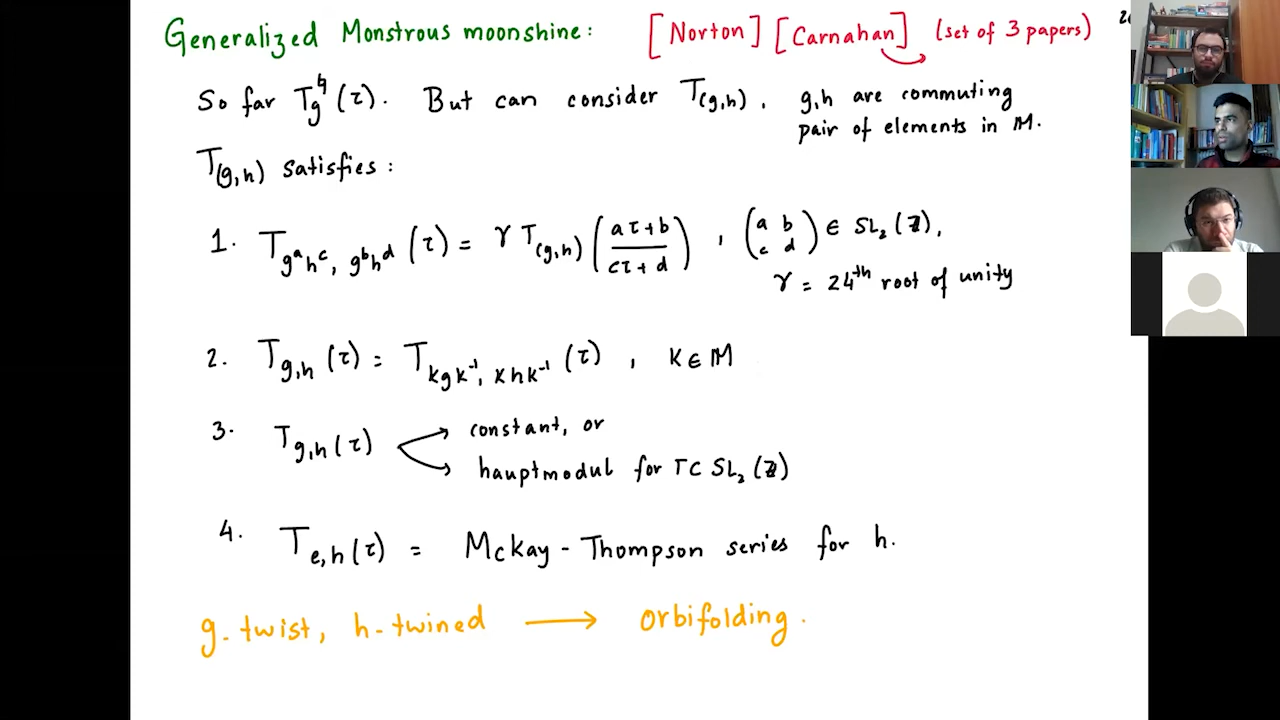 Generalized Monstrous moonshine: [Norton] [Carnahan] (set of 3 papers)
So far T_g^♮(τ). But can consider T_(g,h), g,h are commuting
pair of elements in M.
T_(g,h) satisfies:
1. T_{g^a h^c, g^b h^d}(τ) = γ T_(g,h) ((aτ+b)/(cτ+d)), (a b; c d) ∈ SL_2(Z),
γ = 24^th root of unity
2. T_{g,h}(τ) = T_{kgk^-1, khk^-1}(τ), k ∈ M
3. T_{g,h}(τ) constant, or
hauptmodul for Γ⊂ SL_2(Z)
4. T_{e,h}(τ) = McKay-Thompson series for h.
g-twist, h-twined → orbifolding.